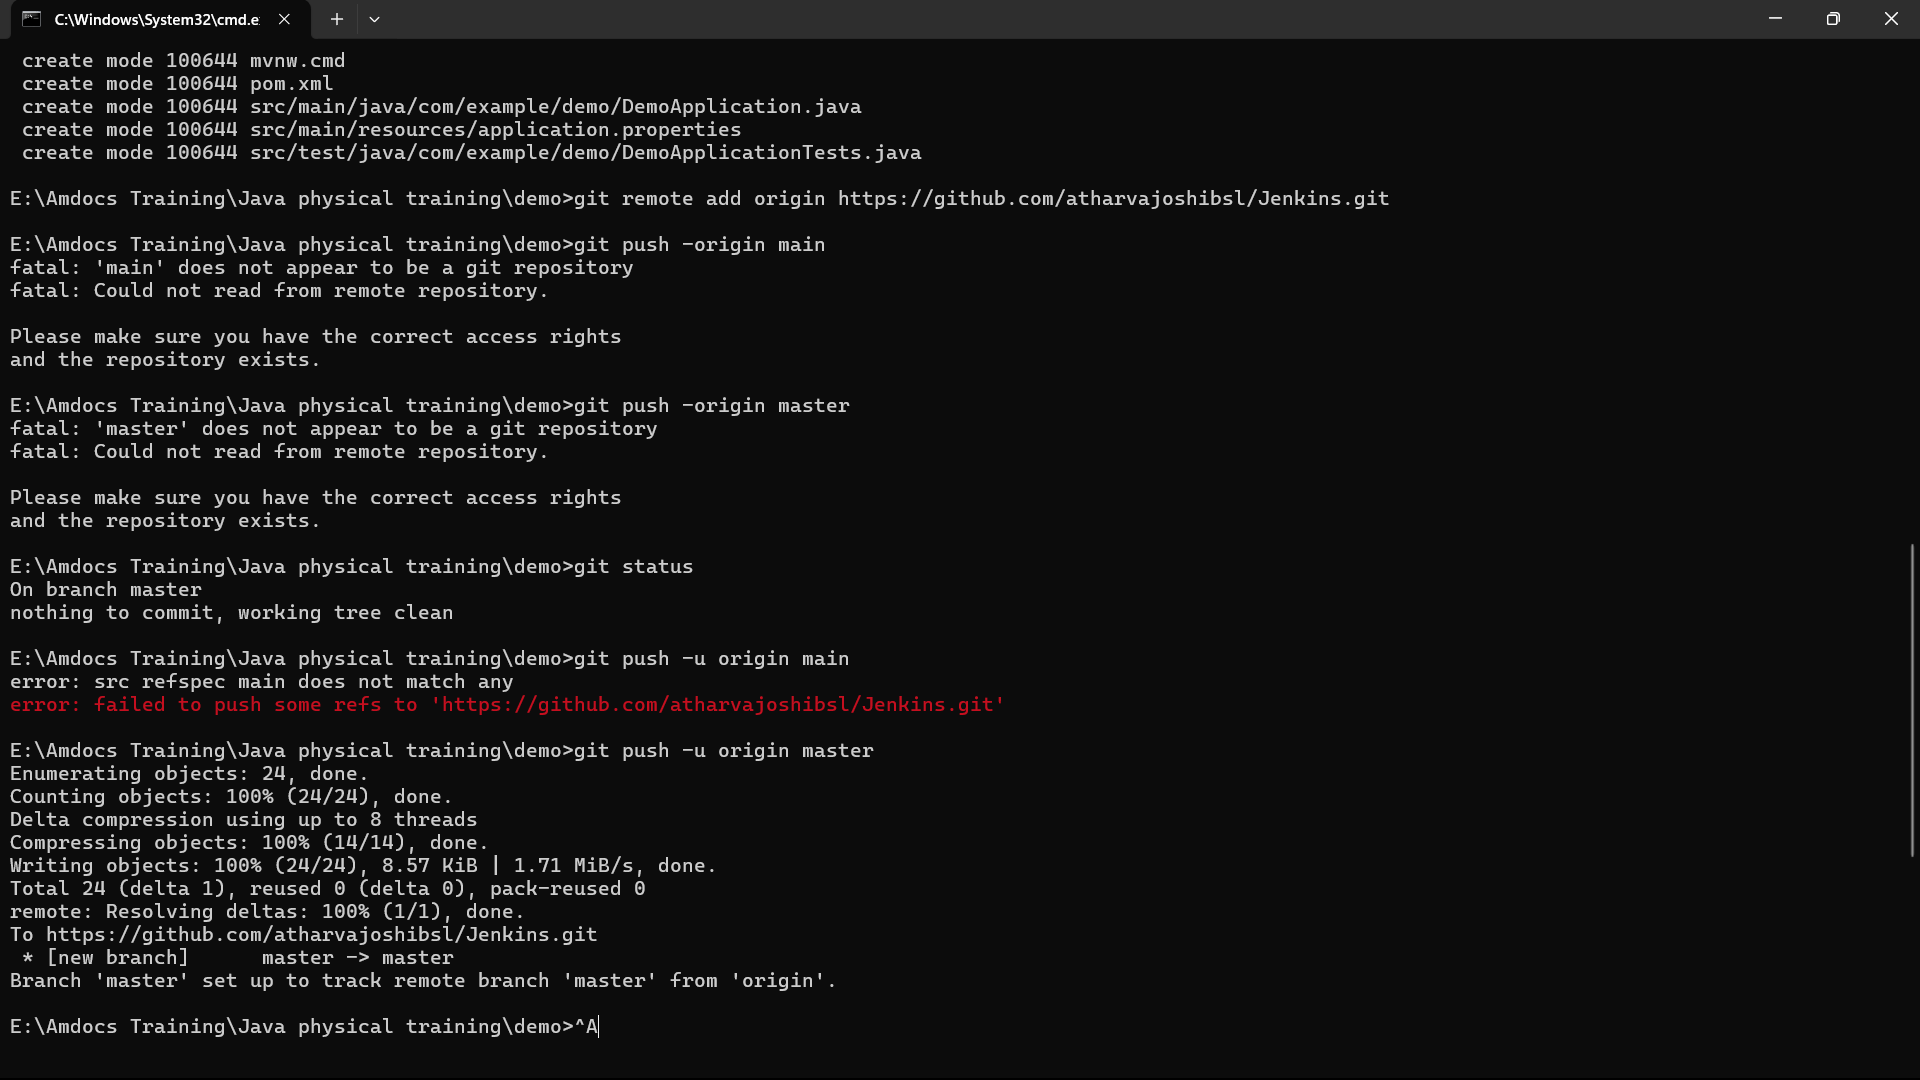 C:\Windows\System32\cmd.e
create mode 100644 mvnw.cmd
create mode 100644 pom.xml
create mode 100644 src/main/java/com/example/demo/DemoApplication.java
create mode 100644 src/main/resources/application.properties
create mode 100644 src/test/java/com/example/demo/DemoApplicationTests.java
E:\Amdocs Training\Java physical training\demo>git remote add origin https://github.com/atharvajoshibsl/Jenkins.git
E:\Amdocs Training\Java physical training\demo>git push -origin main
fatal: 'main' does not appear to be a git repository
fatal: Could not read from remote repository.
Please make sure you have the correct access rights
and the repository exists.
E:\Amdocs Training\Java physical training\demo>git push -origin master
fatal: 'master' does not appear to be a git repository
fatal: Could not read from remote repository.
Please make sure you have the correct access rights
and the repository exists.
E:\Amdocs Training\Java physical training\demo>git status
On branch master
nothing to commit, working tree clean
E:\Amdocs Training\Java physical training\demo>git push -u origin main
error: src refspec main does not match any
error: failed to push some refs to 'https://github.com/atharvajoshibsl/Jenkins.git'
E:\Amdocs Training\Java physical training\demo>git push -u origin master
Enumerating objects: 24, done.
Counting objects: 100% (24/24), done.
Delta compression using up to 8 threads
Compressing objects: 100% (14/14), done.
Writing objects: 100% (24/24), 8.57 KiB | 1.71 MiB/s, done.
Total 24 (delta 1), reused 0 (delta 0), pack-reused 0
remote: Resolving deltas: 100% (1/1), done.
To https://github.com/atharvajoshibsl/Jenkins.git
* [new branch]      master -> master
Branch 'master' set up to track remote branch 'master' from 'origin'.
E:\Amdocs Training\Java physical training\demo>^A